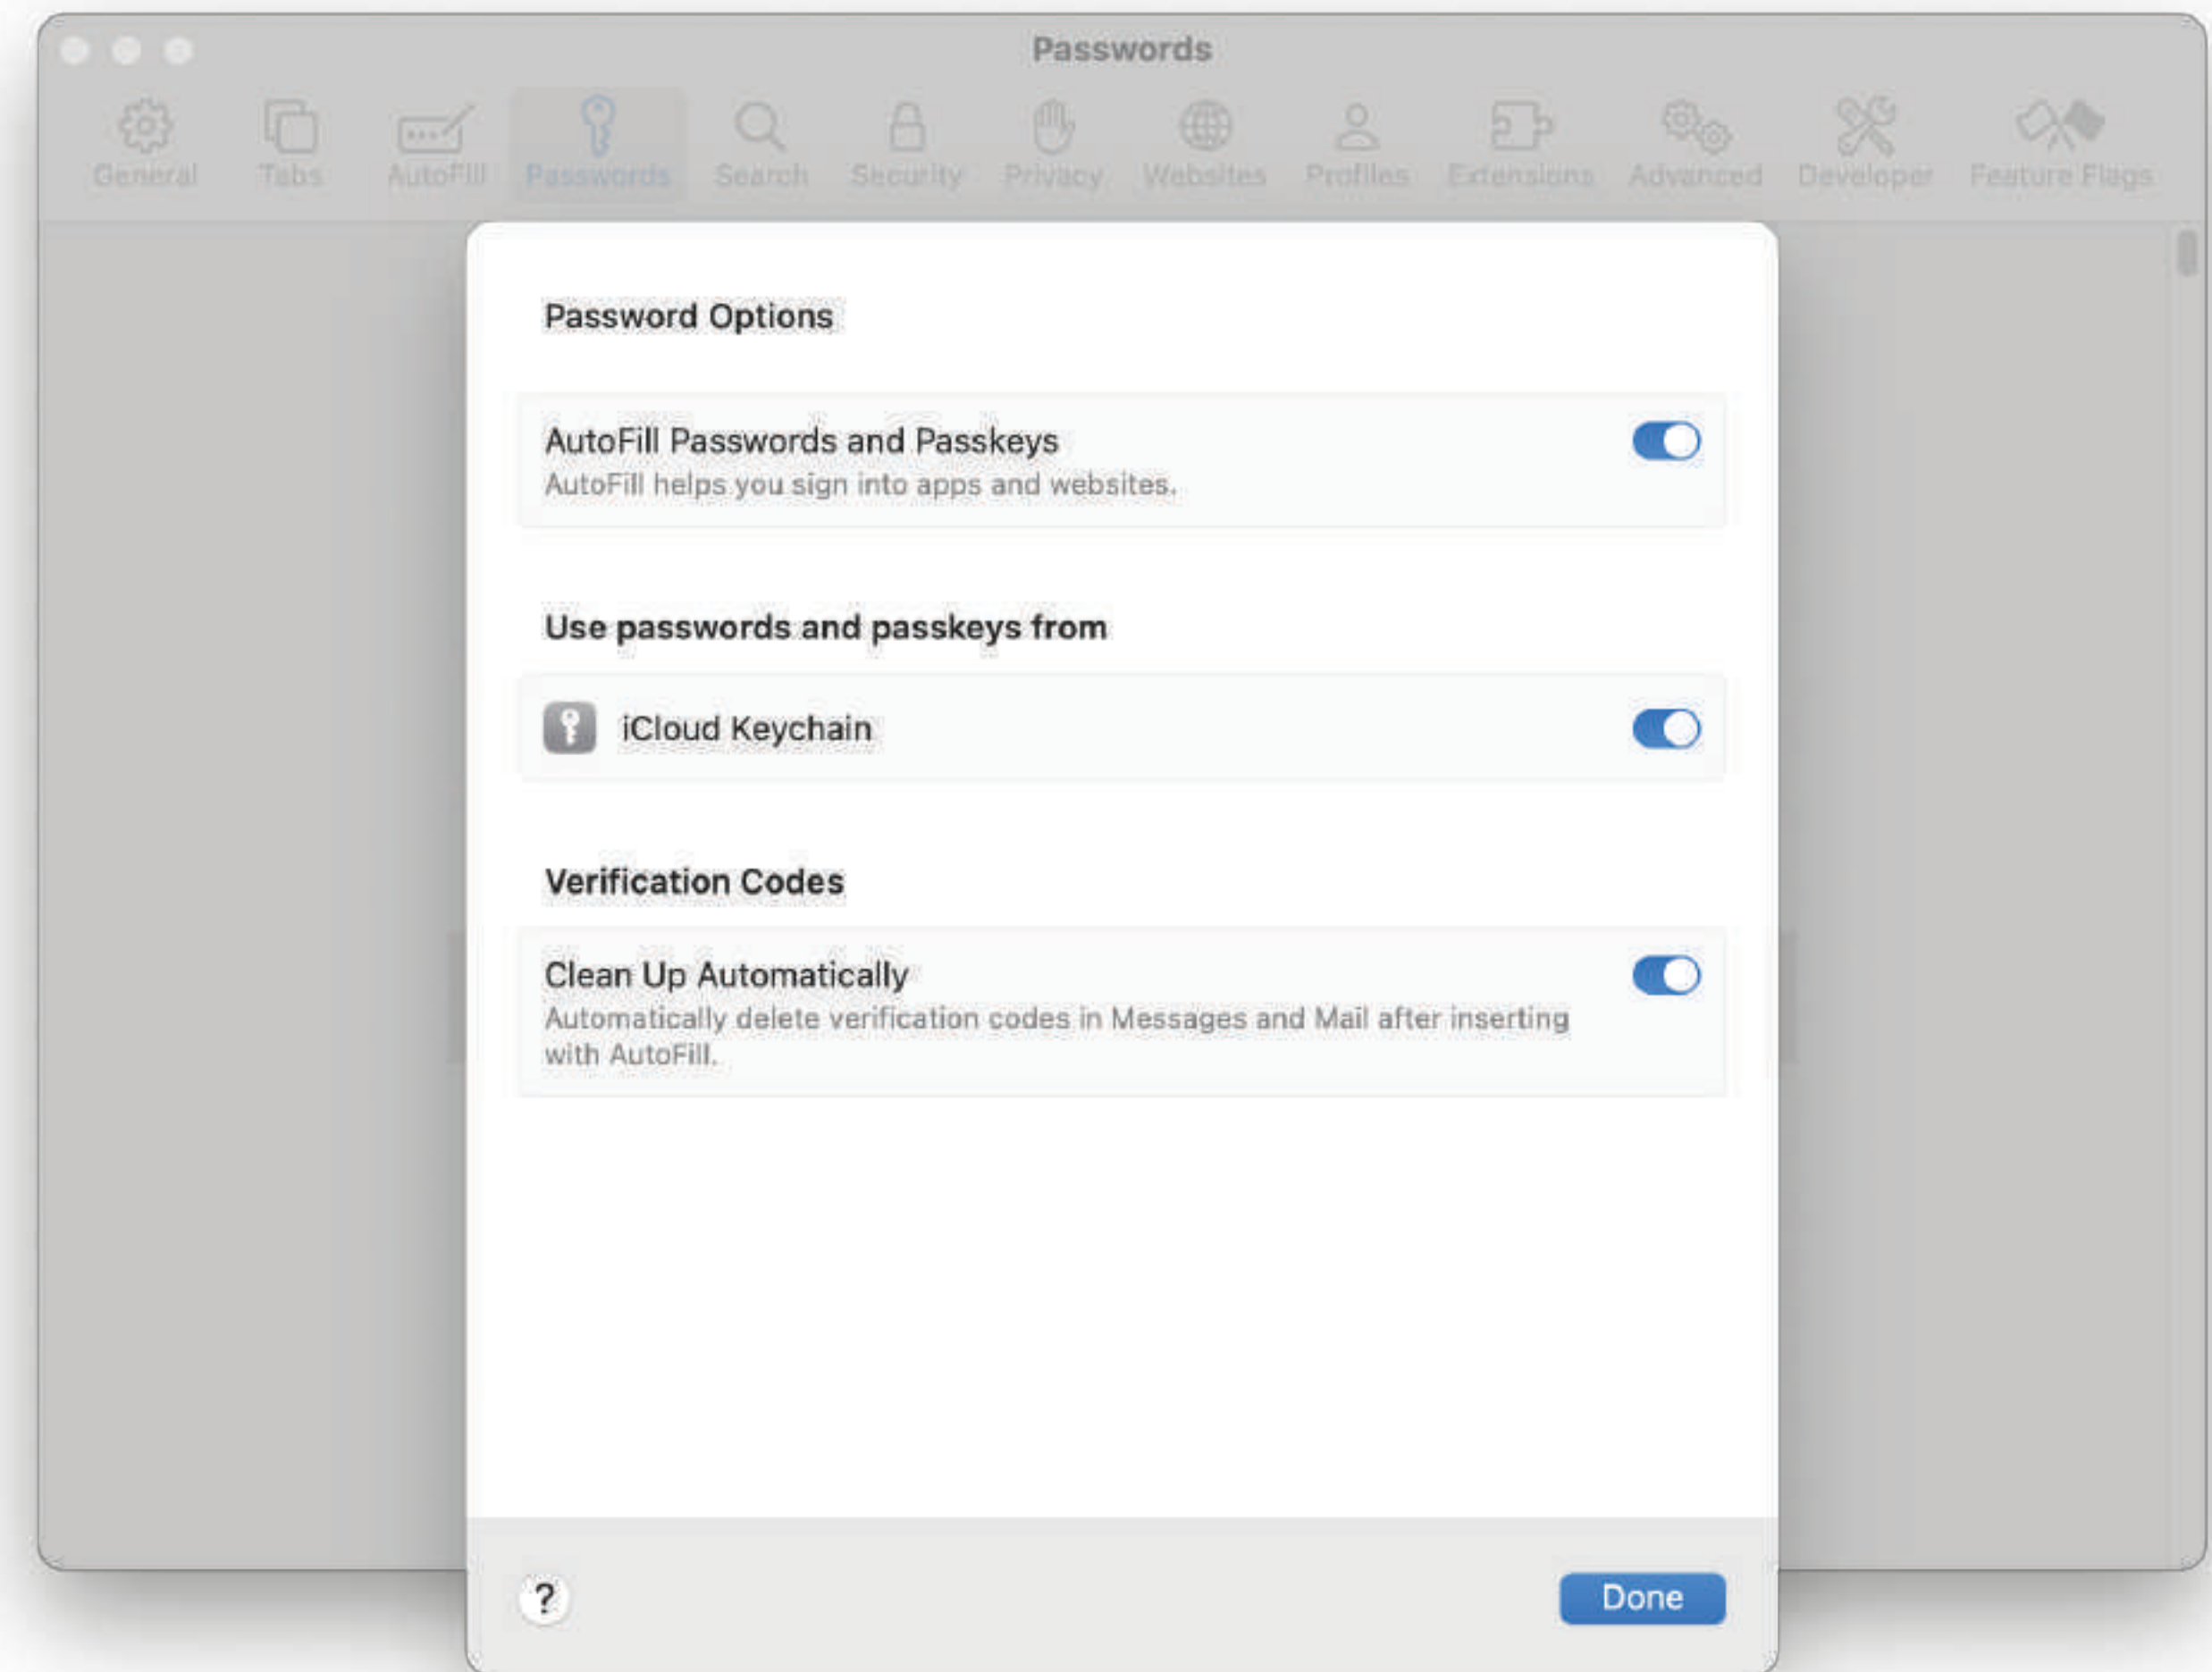 Passwords
General Tabs AutoFill Passwords Search Security Privacy Websites Profiles Extensions Advanced Developer Feature Flags
Password Options
AutoFill Passwords and Passkeys
AutoFill helps you sign into apps and websites.
Use passwords and passkeys from
iCloud Keychain
Verification Codes
Clean Up Automatically
Automatically delete verification codes in Messages and Mail after inserting
with AutoFill.
?
Done